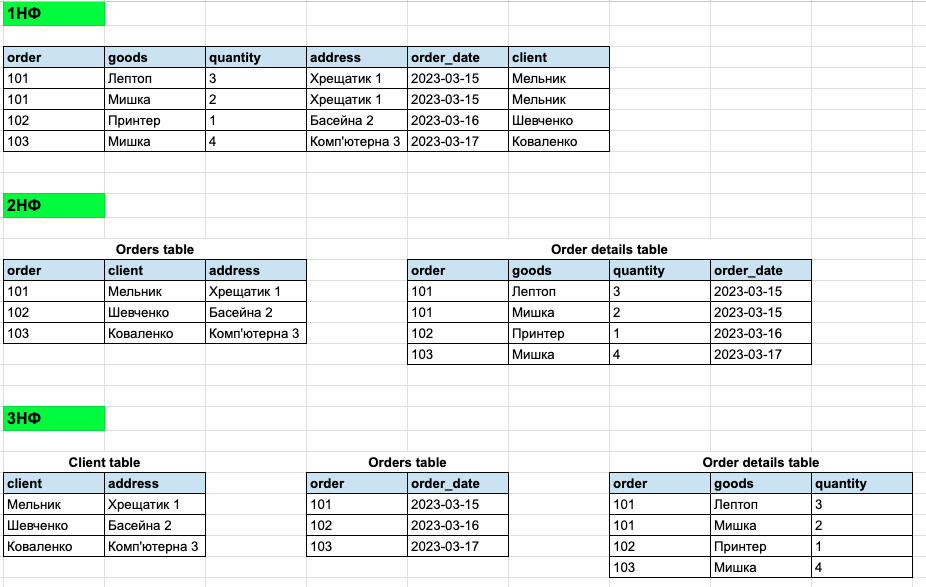 1НФ
order goods quantity address order_date client
101 Лептоп 3 Хрещатик 1 2023-03-15 Мельник
101 Мишка 2 Хрещатик 1 2023-03-15 Мельник
102 Принтер 1 Басейна 2 2023-03-16 Шевченко
103 Мишка 4 Комп'ютерна 3 2023-03-17 Коваленко
2НФ
Orders table Order details table
order client address order goods quantity order_date
101 Мельник Хрещатик 1 101 Лептоп 3 2023-03-15
102 Шевченко Басейна 2 101 Мишка 2 2023-03-15
103 Коваленко Комп'ютерна 3 102 Принтер 1 2023-03-16
103 Мишка 4 2023-03-17
3НФ
Client table Orders table Order details table
client address order order_date order goods quantity
Мельник Хрещатик 1 101 2023-03-15 101 Лептоп 3
Шевченко Басейна 2 102 2023-03-16 101 Мишка 2
Коваленко Комп'ютерна 3 103 2023-03-17 102 Принтер 1
103 Мишка 4